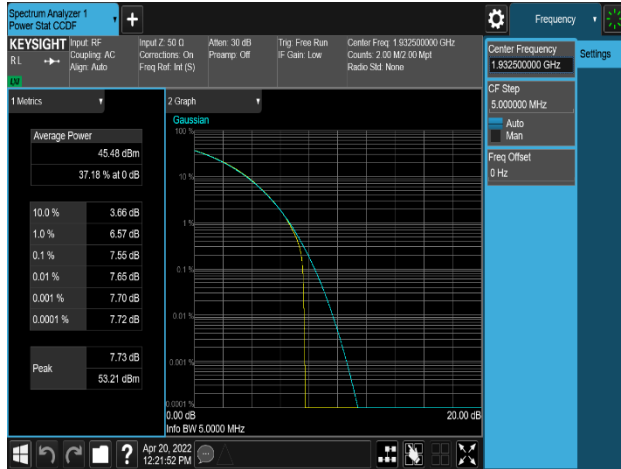 Spectrum Analyzer 1
Power Stat CCDF
Frequency
KEYSIGHT
RL
Input: RF
Coupling: AC
Align: Auto
Input Z: 50 Ω
Corrections: On
Freq Ref: Int (S)
Atten: 30 dB
Preamp: Off
Trig: Free Run
IF Gain: Low
Center Freq: 1.932500000 GHz
Counts: 2.00 M/2.00 Mpt
Radio Std: None
Center Frequency
1.932500000 GHz
Settings
CF Step
5.000000 MHz
Auto
Man
Freq Offset
0 Hz
1 Metrics
Average Power
45.48 dBm
37.18 % at 0 dB
10.0 % 3.66 dB
1.0 % 6.57 dB
0.1 % 7.55 dB
0.01 % 7.65 dB
0.001 % 7.70 dB
0.0001 % 7.72 dB
Peak
7.73 dB
53.21 dBm
2 Graph
Gaussian
100 %
10 %
1 %
0.1 %
0.01 %
0.001 %
0.0001 %
0.00 dB
20.00 dB
Info BW 5.0000 MHz
?
Apr 20, 2022
12:21:52 PM